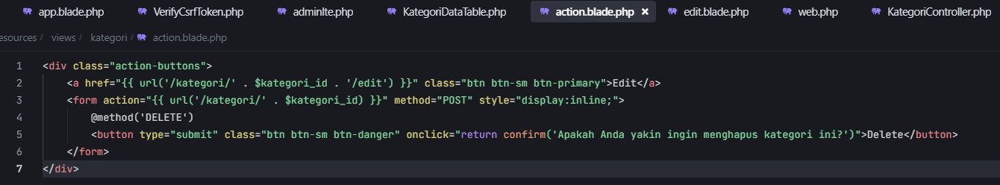 app.blade.php VerifyCsrfToken.php adminlte.php KategoriDataTable.php action.blade.php × edit.blade.php web.php KategoriController.php
esources / views / kategori / action.blade.php
1 <div class="action-buttons">
2     <a href="{{ url('/kategori/' . $kategori_id . '/edit') }}" class="btn btn-sm btn-primary">Edit</a>
3     <form action="{{ url('/kategori/' . $kategori_id) }}" method="POST" style="display:inline;">
4         @method('DELETE')
5         <button type="submit" class="btn btn-sm btn-danger" onclick="return confirm('Apakah Anda yakin ingin menghapus kategori ini?')">Delete</button>
6     </form>
7 </div>